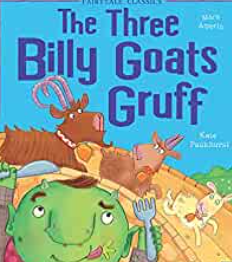 FAIRYTALE CLASSICS
The Three
Mara
Alperin
Billy Goats
Gruff
Kate
Pankhurst